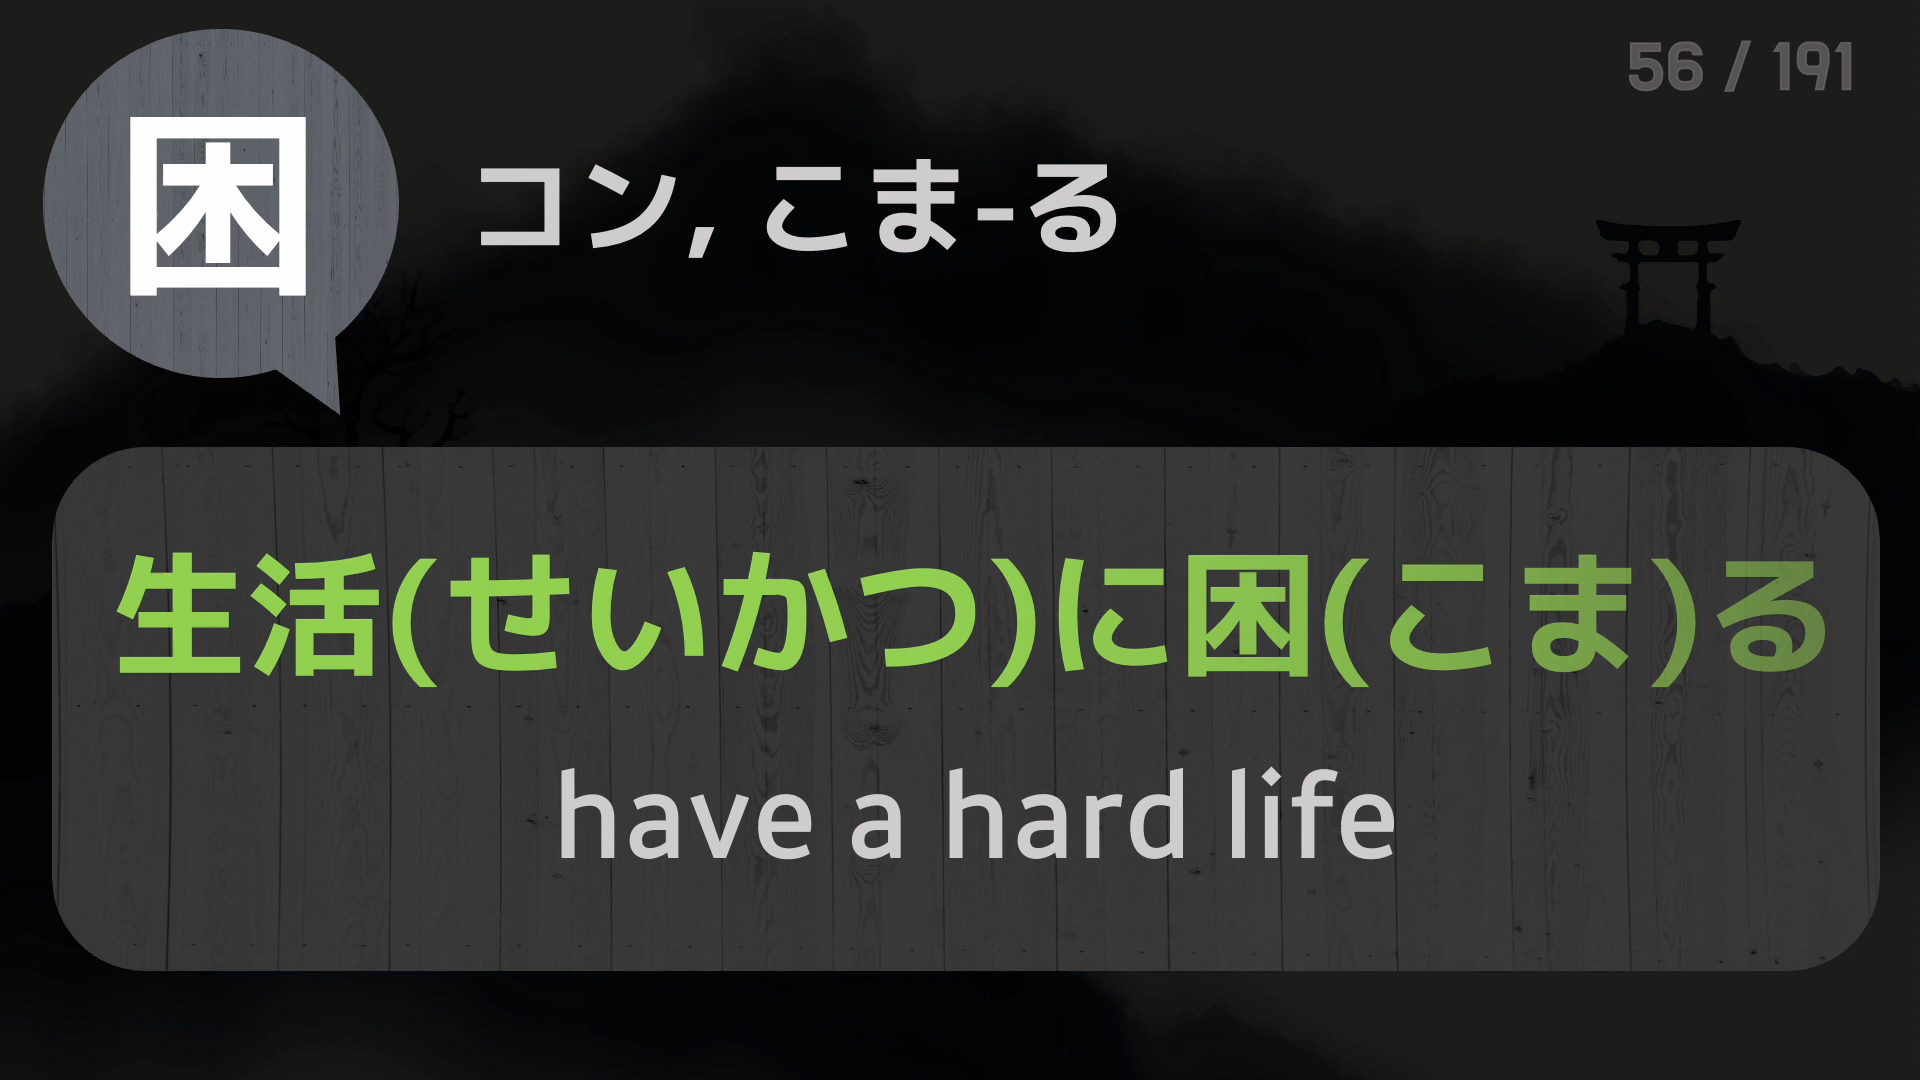 56 / 191
困
コン, こま-る
生活(せいかつ)に困(こま)る
have a hard life